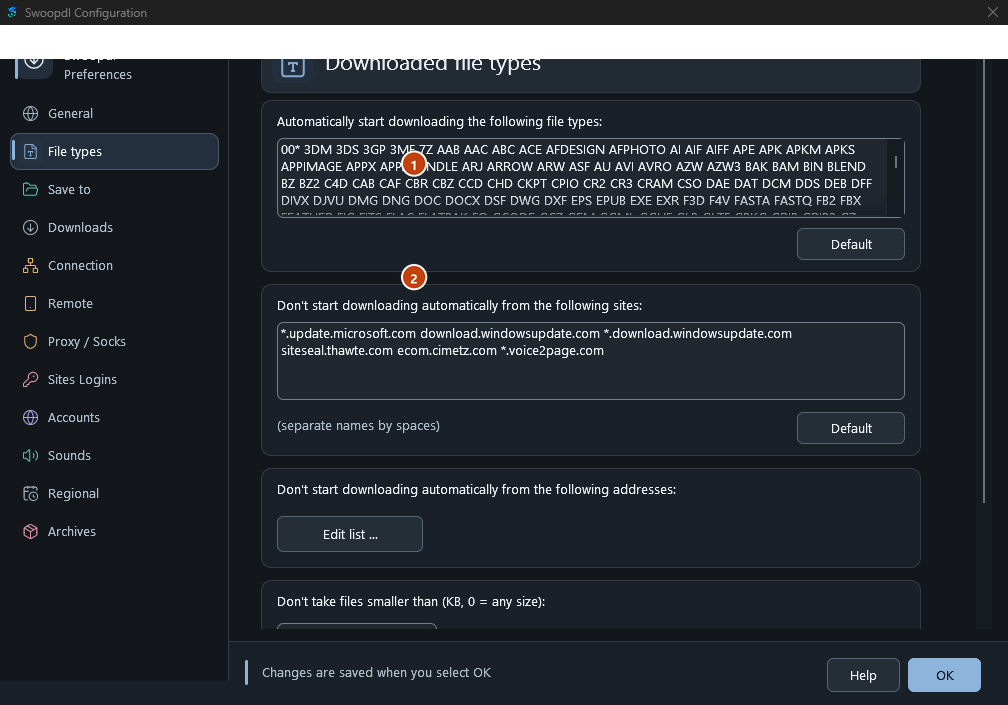 Swoopdl Configuration
Preferences
General
File types
Save to
Downloads
Connection
Remote
Proxy / Socks
Sites Logins
Accounts
Sounds
Regional
Archives
Downloaded file types
Automatically start downloading the following file types:
00* 3DM 3DS 3GP 3MF 7Z AAB AAC ABC ACE AFDESIGN AFPHOTO AI AIF AIFF APE APK APKM APKS
APPIMAGE APPX ARJ ARROW ARW ASF AU AVI AVRO AZW AZW3 BAK BAM BIN BLEND
BZ BZ2 C4D CAB CAF CBR CBZ CCD CHD CKPT CPIO CR2 CR3 CRAM CSO DAE DAT DCM DDS DEB DFF
DIVX DJVU DMG DNG DOC DOCX DSF DWG DXF EPS EPUB EXE EXR F3D F4V FASTA FASTQ FB2 FBX
1
Default
2
Don't start downloading automatically from the following sites:
*.update.microsoft.com download.windowsupdate.com *.download.windowsupdate.com
siteseal.thawte.com ecom.cimetz.com *.voice2page.com
(separate names by spaces)
Default
Don't start downloading automatically from the following addresses:
Edit list ...
Don't take files smaller than (KB, 0 = any size):
Changes are saved when you select OK
Help
OK